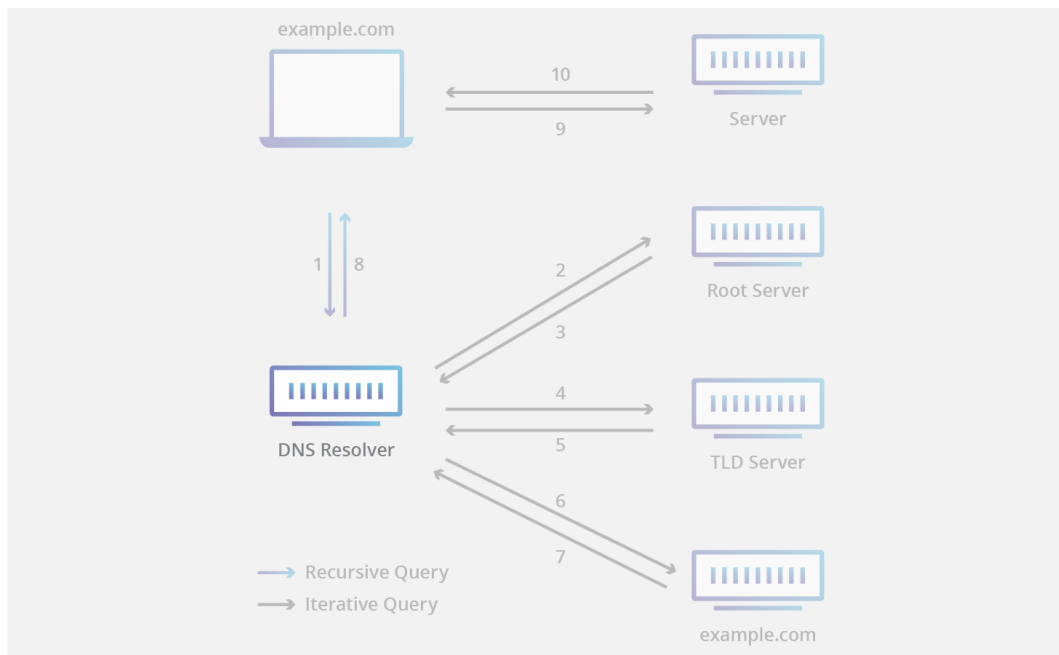 example.com
10
9
Server
1
8
2
3
Root Server
DNS Resolver
4
5
TLD Server
6
7
example.com
Recursive Query
Iterative Query